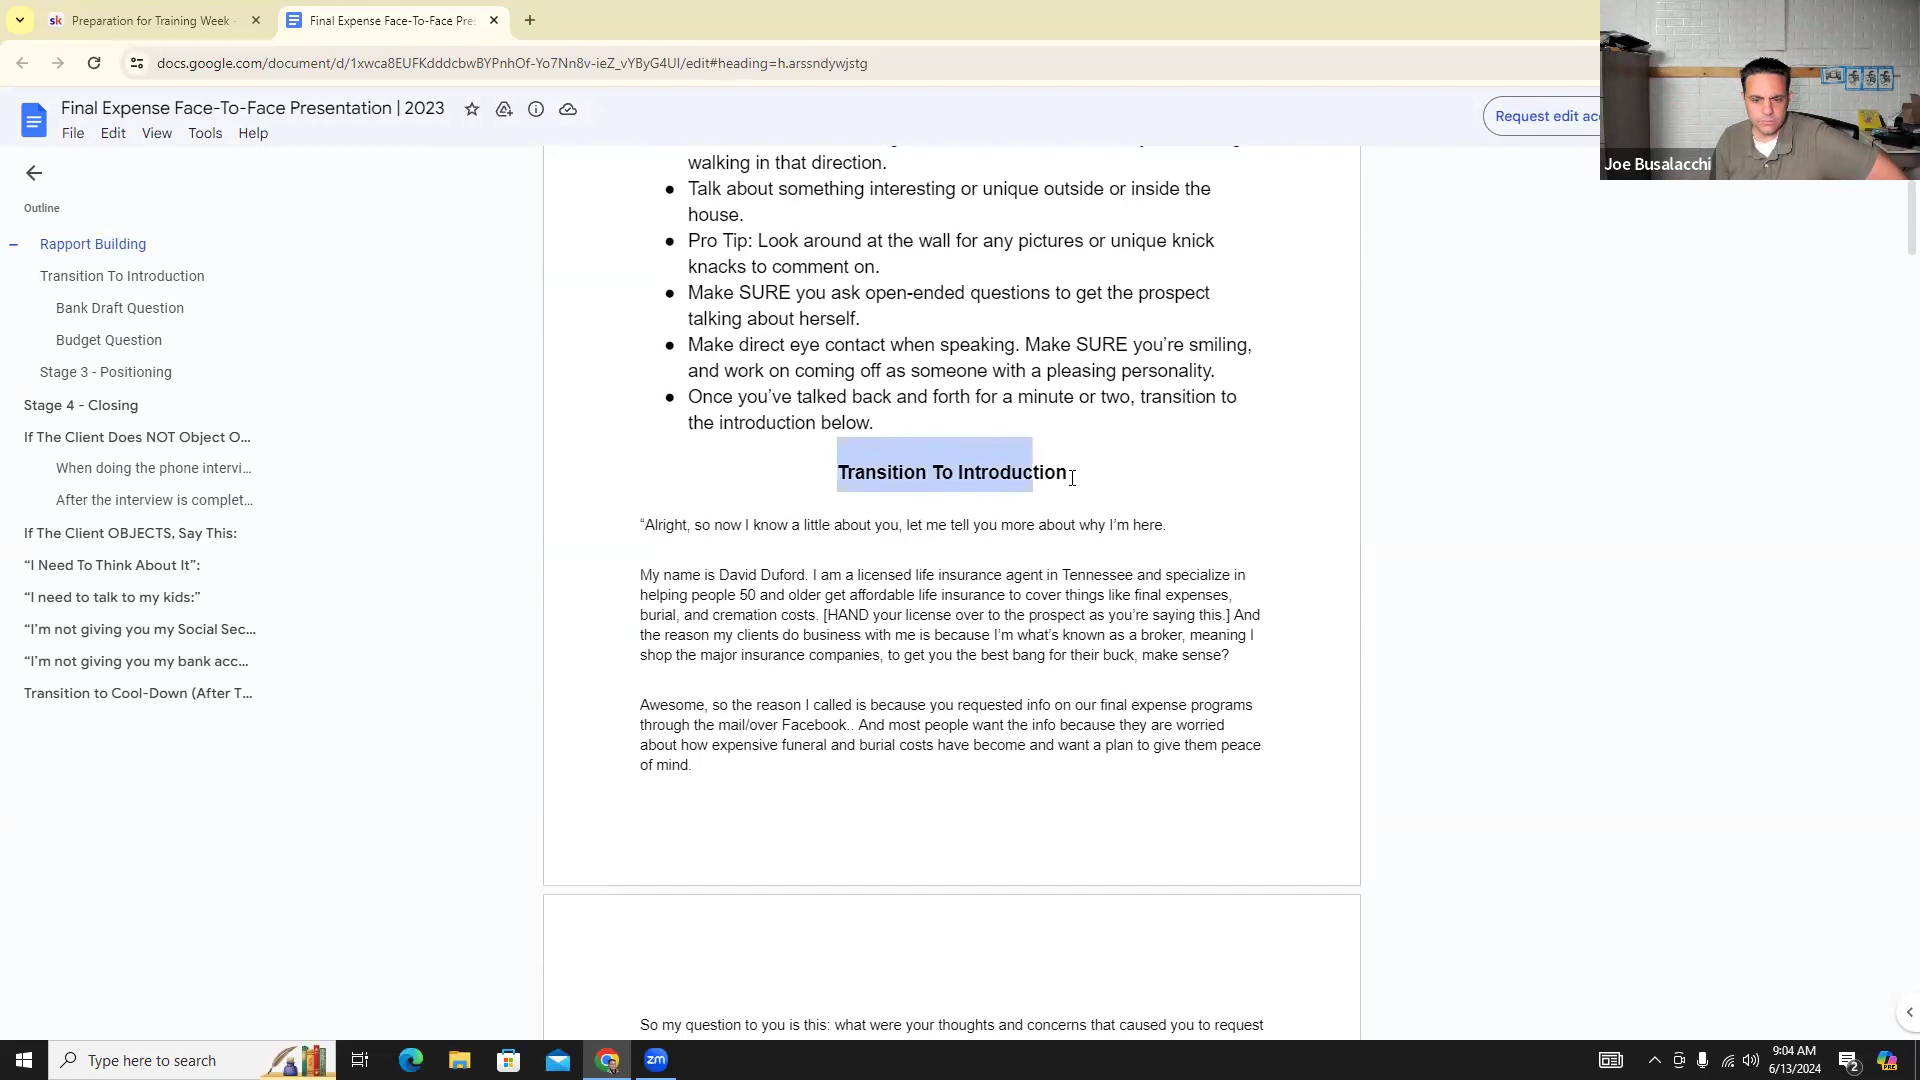 sk Preparation for Training Week
Final Expense Face-To-Face Pre
docs.google.com/document/d/1xwca8EUFKdddcbwBYPnhOf-Yo7Nn8v-ieZ_vYByG4UI/edit#heading=h.arssndywjstg
Final Expense Face-To-Face Presentation | 2023
File Edit View Tools Help
Request edit acc
Joe Busalacchi
Outline
Rapport Building
Transition To Introduction
Bank Draft Question
Budget Question
Stage 3 - Positioning
Stage 4 - Closing
If The Client Does NOT Object O...
When doing the phone intervi...
After the interview is complet...
If The Client OBJECTS, Say This:
“I Need To Think About It”:
“I need to talk to my kids:”
“I’m not giving you my Social Sec...
“I’m not giving you my bank acc...
Transition to Cool-Down (After T...
walking in that direction.
● Talk about something interesting or unique outside or inside the
house.
● Pro Tip: Look around at the wall for any pictures or unique knick
knacks to comment on.
● Make SURE you ask open-ended questions to get the prospect
talking about herself.
● Make direct eye contact when speaking. Make SURE you’re smiling,
and work on coming off as someone with a pleasing personality.
● Once you’ve talked back and forth for a minute or two, transition to
the introduction below.
Transition To Introduction
“Alright, so now I know a little about you, let me tell you more about why I’m here.
My name is David Duford. I am a licensed life insurance agent in Tennessee and specialize in
helping people 50 and older get affordable life insurance to cover things like final expenses,
burial, and cremation costs. [HAND your license over to the prospect as you’re saying this.] And
the reason my clients do business with me is because I’m what’s known as a broker, meaning I
shop the major insurance companies, to get you the best bang for their buck, make sense?
Awesome, so the reason I called is because you requested info on our final expense programs
through the mail/over Facebook.. And most people want the info because they are worried
about how expensive funeral and burial costs have become and want a plan to give them peace
of mind.
So my question to you is this: what were your thoughts and concerns that caused you to request
Type here to search
zm
9:04 AM
6/13/2024
2